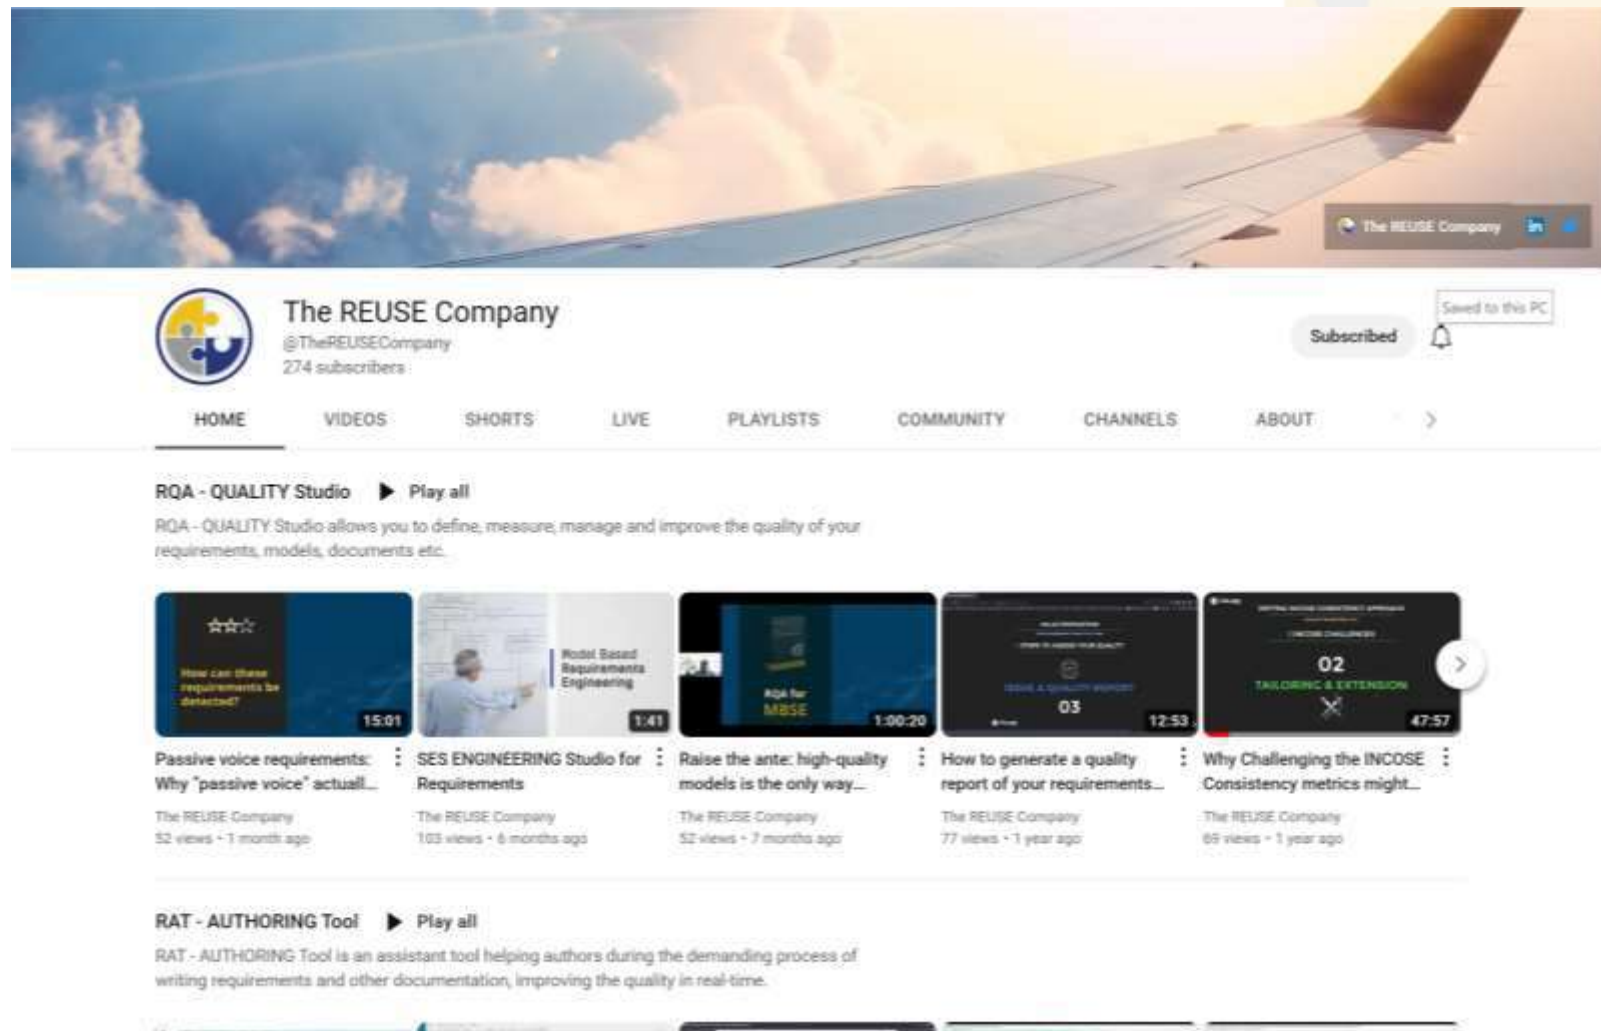 The REUSE Company in
The REUSE Company
@TheREUSECompany
274 subscribers
Subscribed
Saved to this PC
HOME VIDEOS SHORTS LIVE PLAYLISTS COMMUNITY CHANNELS ABOUT
RQA - QUALITY Studio Play all
RQA - QUALITY Studio allows you to define, measure, manage and improve the quality of your
requirements, models, documents etc.
How can these
requirements be
detected?
15:01
Model Based
Requirements
Engineering
1:41
RQA for
MBSE
1:00:20
ISSUE A QUALITY REPORT
03
12:53
02
TAILORING & EXTENSION
47:57
Passive voice requirements:
Why "passive voice" actuall...
The REUSE Company
52 views • 1 month ago
SES ENGINEERING Studio for
Requirements
The REUSE Company
103 views • 6 months ago
Raise the ante: high-quality
models is the only way...
The REUSE Company
52 views • 7 months ago
How to generate a quality
report of your requirements...
The REUSE Company
77 views • 1 year ago
Why Challenging the INCOSE
Consistency metrics might...
The REUSE Company
69 views • 1 year ago
RAT - AUTHORING Tool Play all
RAT - AUTHORING Tool is an assistant tool helping authors during the demanding process of
writing requirements and other documentation, improving the quality in real-time.